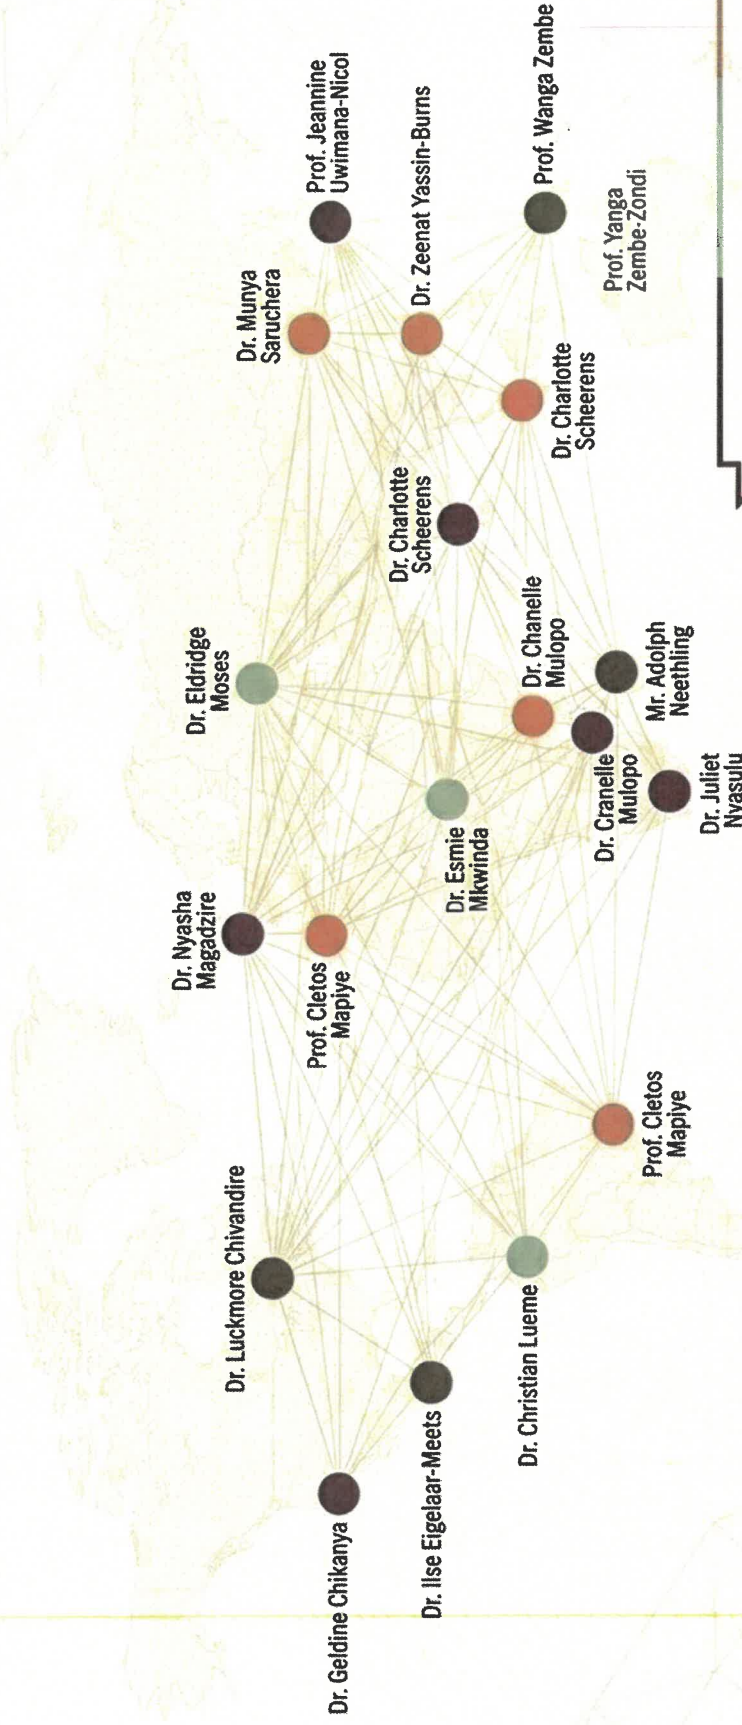 Dr. Nyasha
Magadzire
Dr. Eldridge
Moses
Dr. Luckmore Chivandire
Dr. Munya
Saruchera
Prof. Cletos
Mapiye
Prof. Jeannine
Uwimana-Nicol
Dr. Geldine Chikanya
Dr. Charlotte
Scheerens
Dr. Zeenat Yassin-Burns
Dr. Ilse Eigelaar-Meets
Dr. Esmie
Mkwinda
Dr. Christian Lueme
Dr. Chanelle
Mulopo
Prof. Wanga Zembe
Dr. Charlotte
Scheerens
Dr. Cranelle
Mulopo
Prof. Yanga
Zembe-Zondi
Prof. Cletos
Mapiye
Mr. Adolph
Neethling
Dr. Juliet
Nyasulu